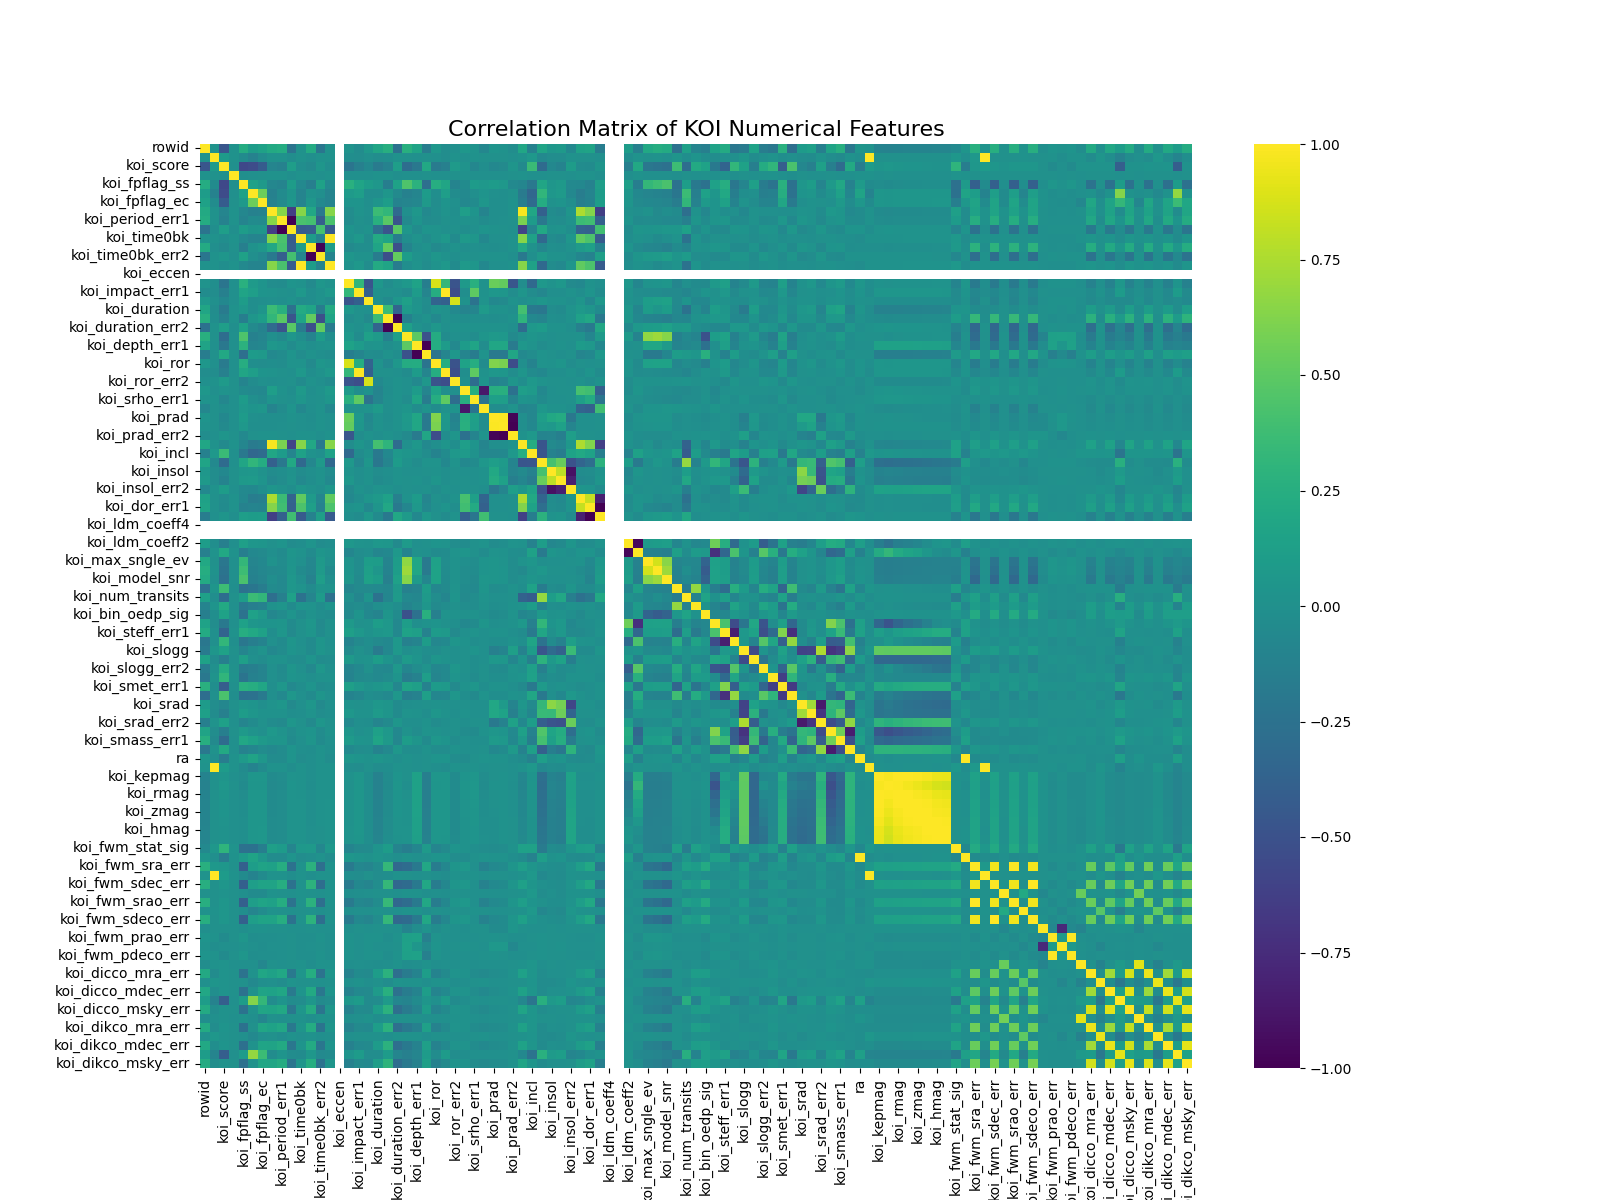 Correlation Matrix of KOI Numerical Features
rowid
koi_score
koi_fpflag_ss
koi_fpflag_ec
koi_period_err1
koi_time0bk
koi_time0bk_err2
koi_eccen
koi_impact_err1
koi_duration
koi_duration_err2
koi_depth_err1
koi_ror
koi_ror_err2
koi_srho_err1
koi_prad
koi_prad_err2
koi_incl
koi_insol
koi_insol_err2
koi_dor_err1
koi_ldm_coeff4
koi_ldm_coeff2
koi_max_sngle_ev
koi_model_snr
koi_num_transits
koi_bin_oedp_sig
koi_steff_err1
koi_slogg
koi_slogg_err2
koi_smet_err1
koi_srad
koi_srad_err2
koi_smass_err1
ra
koi_kepmag
koi_rmag
koi_zmag
koi_hmag
koi_fwm_stat_sig
koi_fwm_sra_err
koi_fwm_sdec_err
koi_fwm_srao_err
koi_fwm_sdeco_err
koi_fwm_prao_err
koi_fwm_pdeco_err
koi_dicco_mra_err
koi_dicco_mdec_err
koi_dicco_msky_err
koi_dikco_mra_err
koi_dikco_mdec_err
koi_dikco_msky_err
rowid
koi_score
koi_fpflag_ss
koi_fpflag_ec
koi_period_err1
koi_time0bk
koi_time0bk_err2
koi_eccen
koi_impact_err1
koi_duration
koi_duration_err2
koi_depth_err1
koi_ror
koi_ror_err2
koi_srho_err1
koi_prad
koi_prad_err2
koi_incl
koi_insol
koi_insol_err2
koi_dor_err1
koi_ldm_coeff4
koi_ldm_coeff2
koi_max_sngle_ev
koi_model_snr
koi_num_transits
koi_bin_oedp_sig
koi_steff_err1
koi_slogg
koi_slogg_err2
koi_smet_err1
koi_srad
koi_srad_err2
koi_smass_err1
ra
koi_kepmag
koi_rmag
koi_zmag
koi_hmag
koi_fwm_stat_sig
koi_fwm_sra_err
koi_fwm_sdec_err
koi_fwm_srao_err
oi_fwm_sdeco_err
koi_fwm_prao_err
oi_fwm_pdeco_err
koi_dicco_mra_err
oi_dicco_mdec_err
oi_dicco_msky_err
koi_dikco_mra_err
oi_dikco_mdec_err
oi_dikco_msky_err
1.00
0.75
0.50
0.25
0.00
−0.25
−0.50
−0.75
−1.00